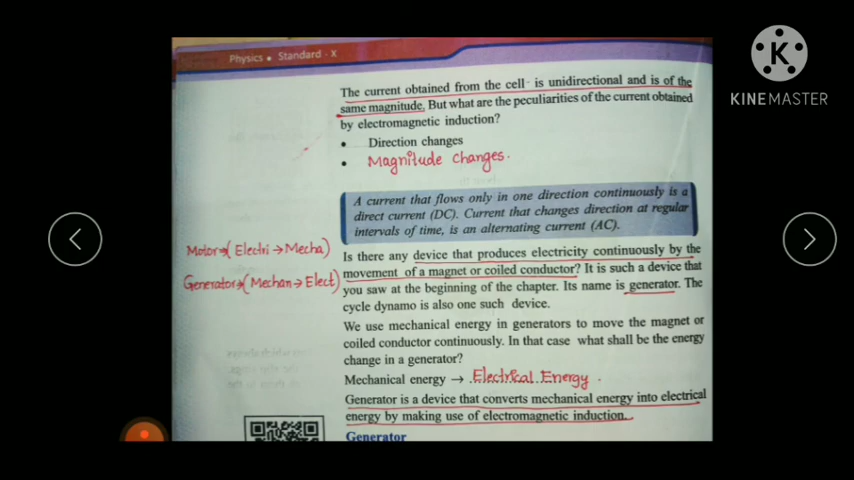 Physics • Standard - X
K
KINEMASTER
The current obtained from the cell is unidirectional and is of the
same magnitude. But what are the peculiarities of the current obtained
by electromagnetic induction?
• Direction changes
• Magnitude changes.
A current that flows only in one direction continuously is a
direct current (DC). Current that changes direction at regular
intervals of time, is an alternating current (AC).
Motor→(Electri→Mecha)
Generator→(Mechan→Elect)
Is there any device that produces electricity continuously by the
movement of a magnet or coiled conductor? It is such a device that
you saw at the beginning of the chapter. Its name is generator. The
cycle dynamo is also one such device.
We use mechanical energy in generators to move the magnet or
coiled conductor continuously. In that case what shall be the energy
change in a generator?
Mechanical energy → Electrical Energy.
Generator is a device that converts mechanical energy into electrical
energy by making use of electromagnetic induction.
Generator